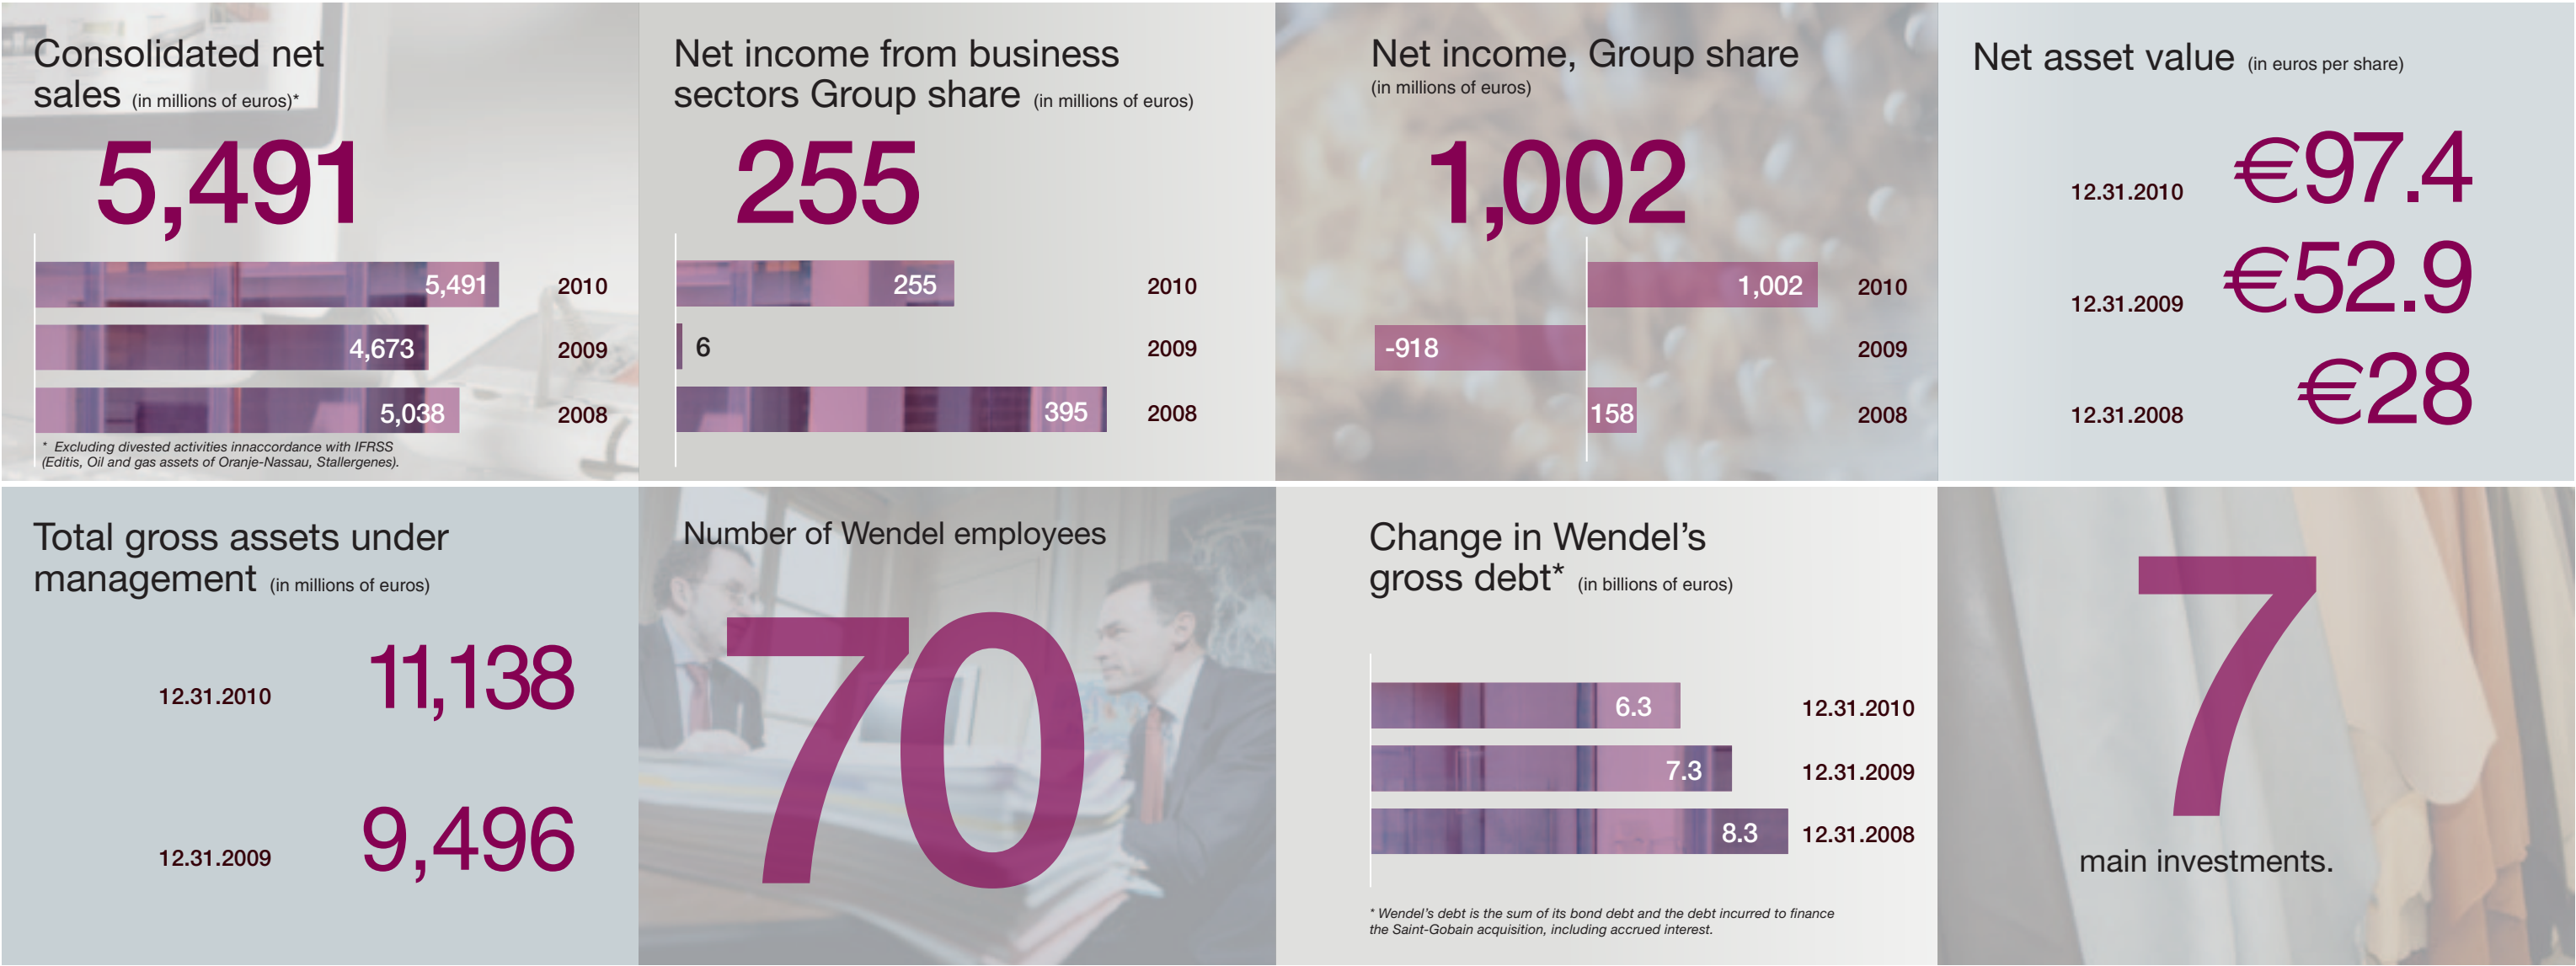 Consolidated net
sales (in millions of euros)*
5,491
5,491 2010
4,673 2009
5,038 2008
* Excluding divested activities innaccordance with IFRSS
(Editis, Oil and gas assets of Oranje-Nassau, Stallergenes).
Net income from business
sectors Group share (in millions of euros)
255
255 2010
6 2009
395 2008
Net income, Group share
(in millions of euros)
1,002
1,002 2010
-918 2009
158 2008
Net asset value (in euros per share)
12.31.2010 €97.4
12.31.2009 €52.9
12.31.2008 €28
Total gross assets under
management (in millions of euros)
12.31.2010 11,138
12.31.2009 9,496
Number of Wendel employees
70
Change in Wendel's
gross debt* (in billions of euros)
6.3 12.31.2010
7.3 12.31.2009
8.3 12.31.2008
* Wendel's debt is the sum of its bond debt and the debt incurred to finance
the Saint-Gobain acquisition, including accrued interest.
7
main investments.